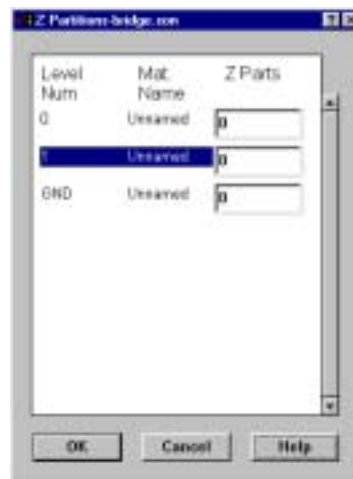 Z Partitions-bridge.son
Level Mat. Z Parts
Num Name
0 Unnamed 0
1 Unnamed 0
GND Unnamed 0
OK Cancel Help